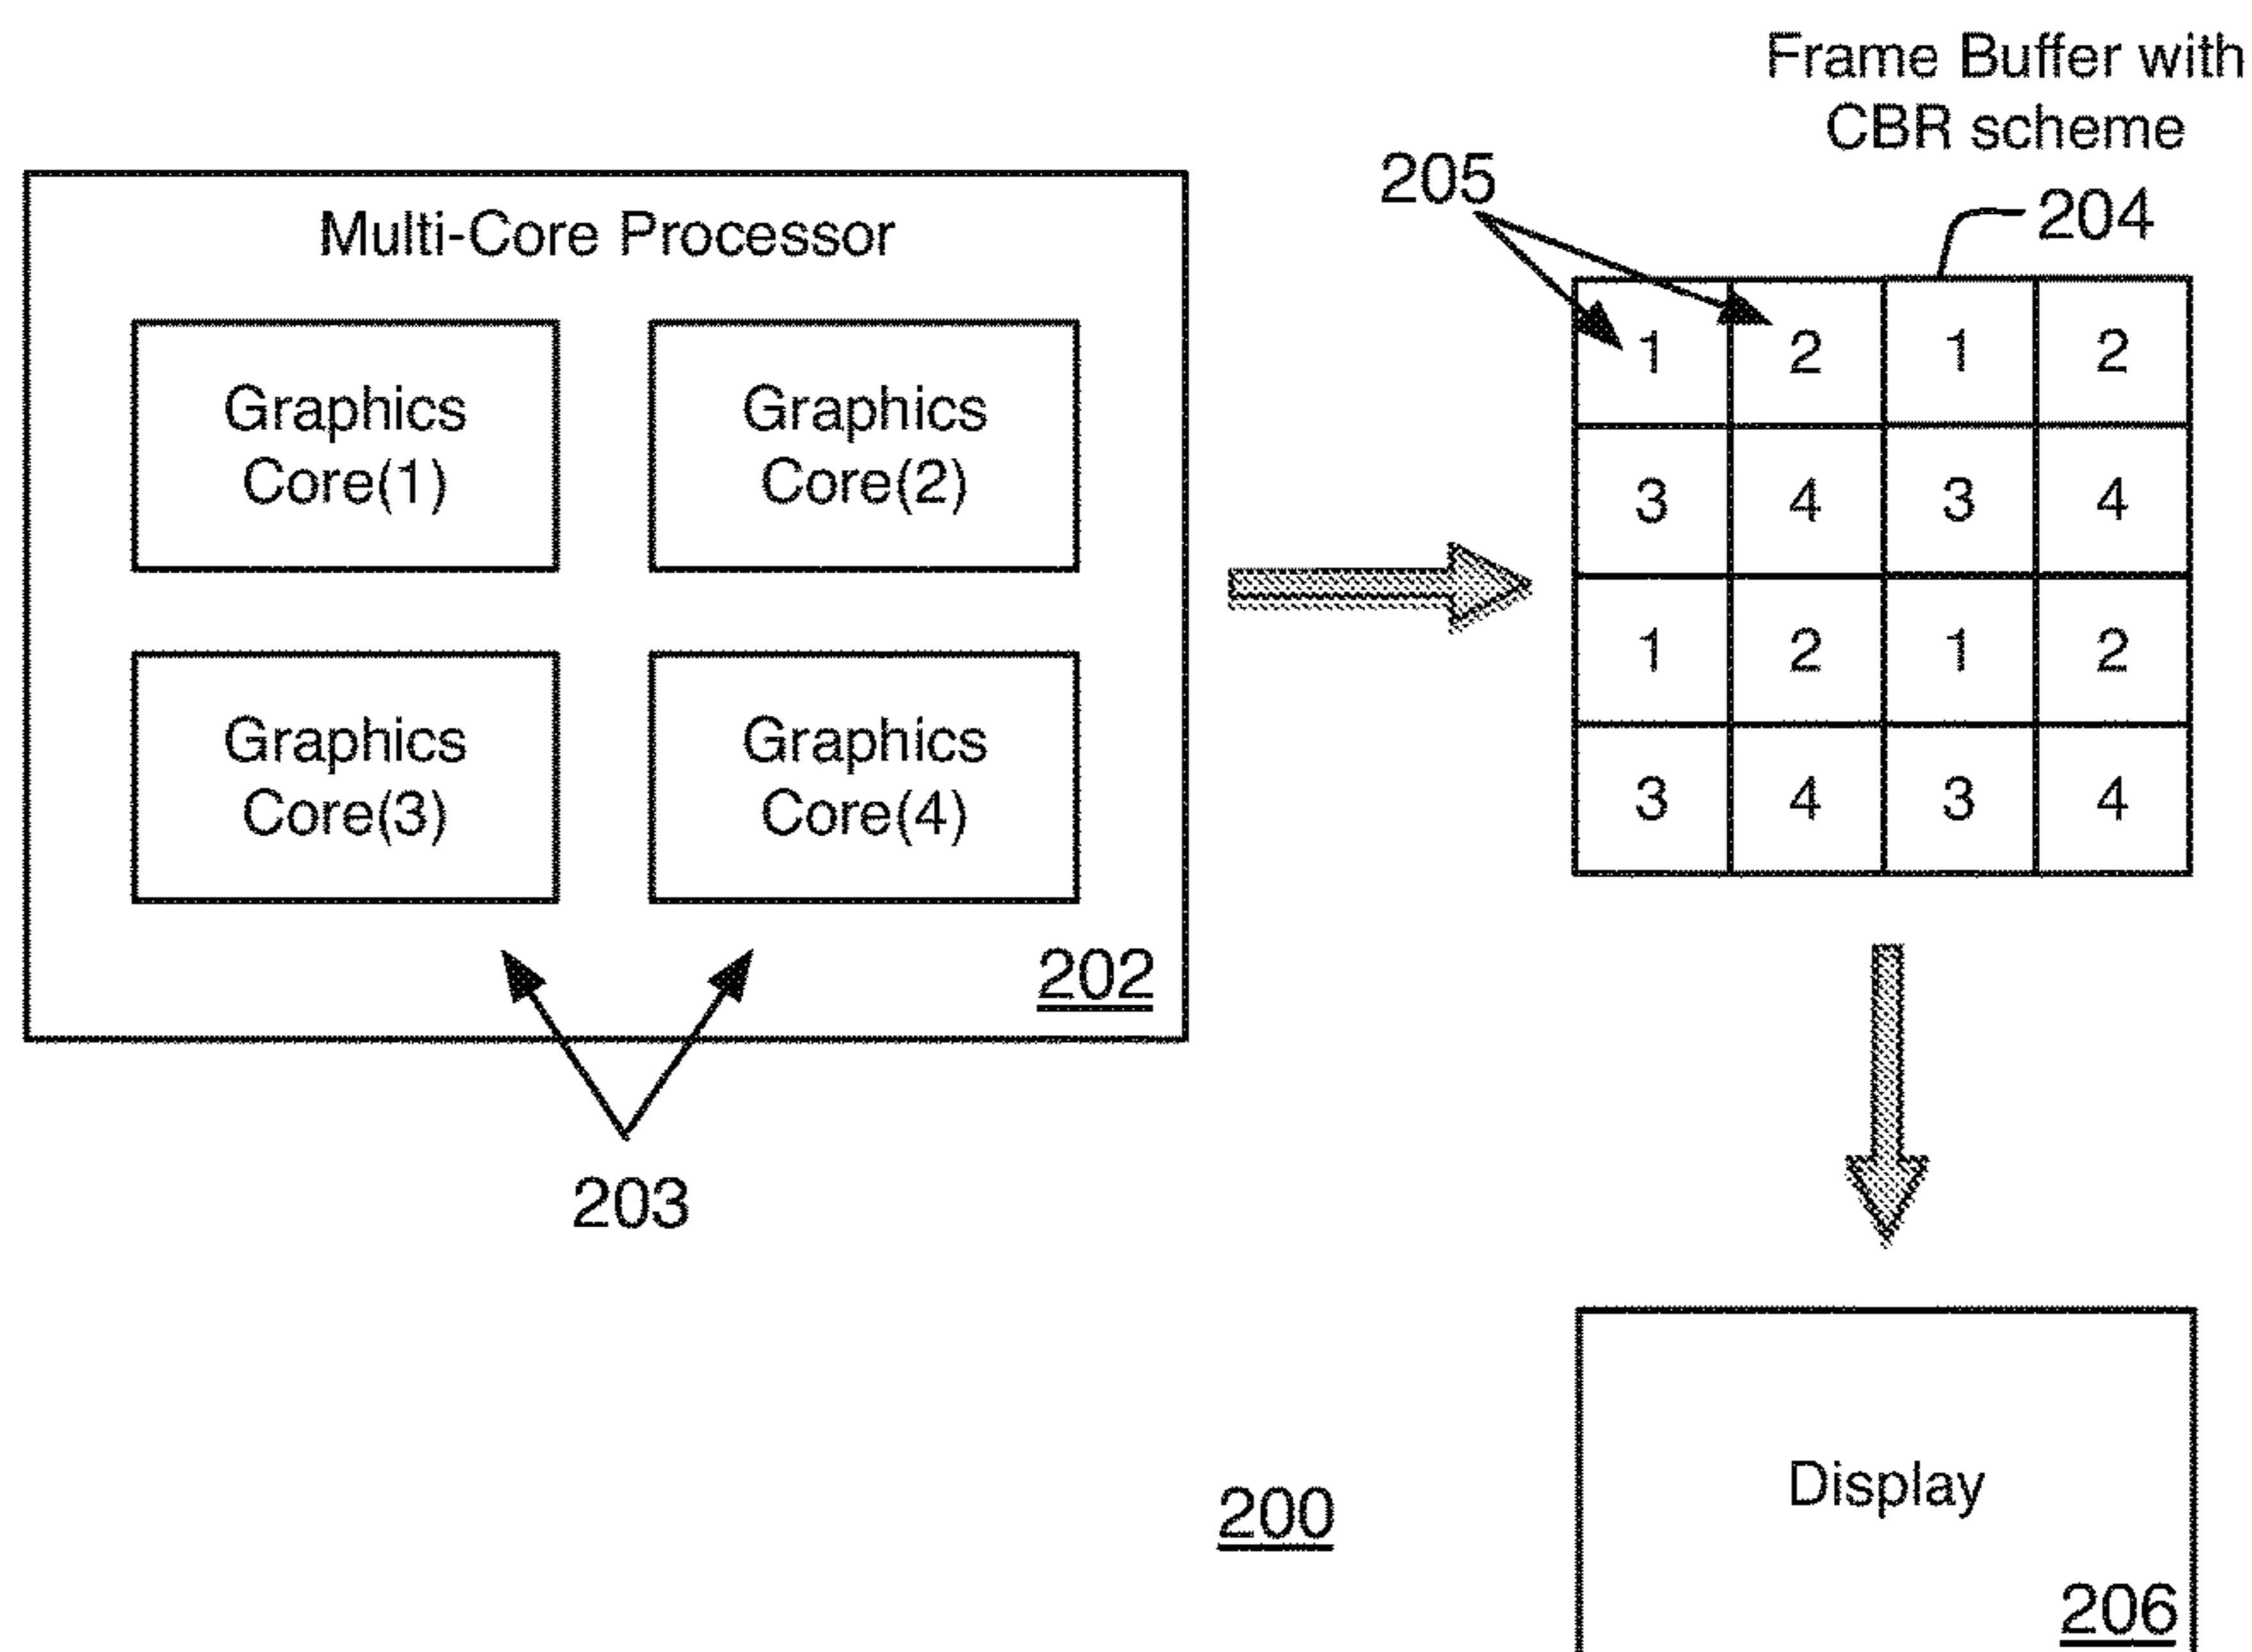 Frame Buffer with
CBR scheme
205
204
Multi-Core Processor
Graphics
Core(1)
Graphics
Core(2)
Graphics
Core(3)
Graphics
Core(4)
202
203
1 2 1 2
3 4 3 4
1 2 1 2
3 4 3 4
200
Display
206